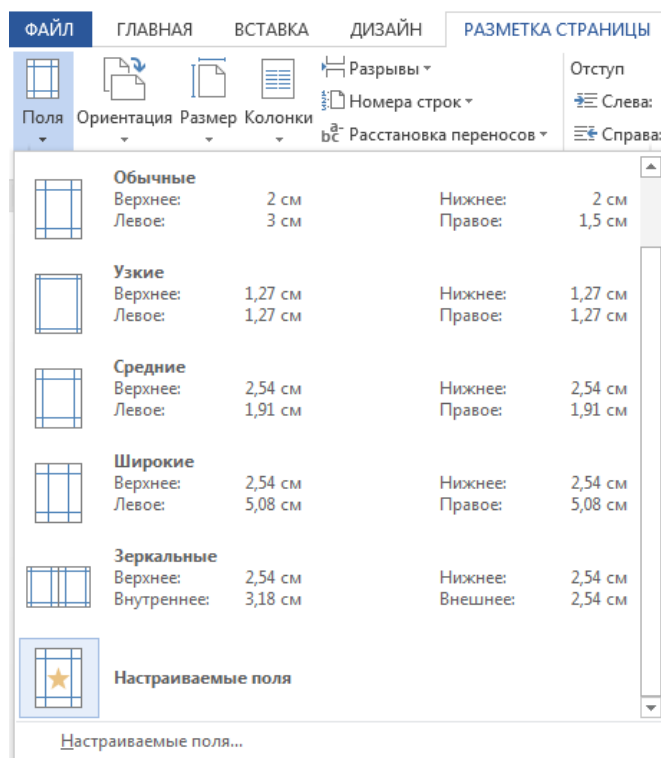 ФАЙЛ ГЛАВНАЯ ВСТАВКА ДИЗАЙН РАЗМЕТКА СТРАНИЦЫ
Поля Ориентация Размер Колонки
Разрывы
Номера строк
bc a- Расстановка переносов
Отступ
Слева:
Справа:
Обычные
Верхнее: 2 см Нижнее: 2 см
Левое: 3 см Правое: 1,5 см
Узкие
Верхнее: 1,27 см Нижнее: 1,27 см
Левое: 1,27 см Правое: 1,27 см
Средние
Верхнее: 2,54 см Нижнее: 2,54 см
Левое: 1,91 см Правое: 1,91 см
Широкие
Верхнее: 2,54 см Нижнее: 2,54 см
Левое: 5,08 см Правое: 5,08 см
Зеркальные
Верхнее: 2,54 см Нижнее: 2,54 см
Внутреннее: 3,18 см Внешнее: 2,54 см
Настраиваемые поля
Настраиваемые поля...